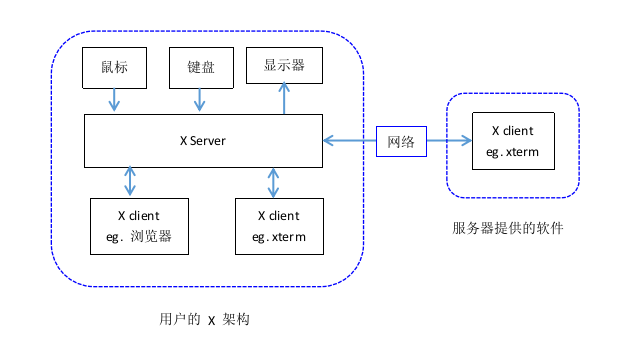 鼠标
键盘
显示器
X Server
网络
X client
eg. xterm
X client
eg. 浏览器
X client
eg. xterm
服务器提供的软件
用户的 X 架构